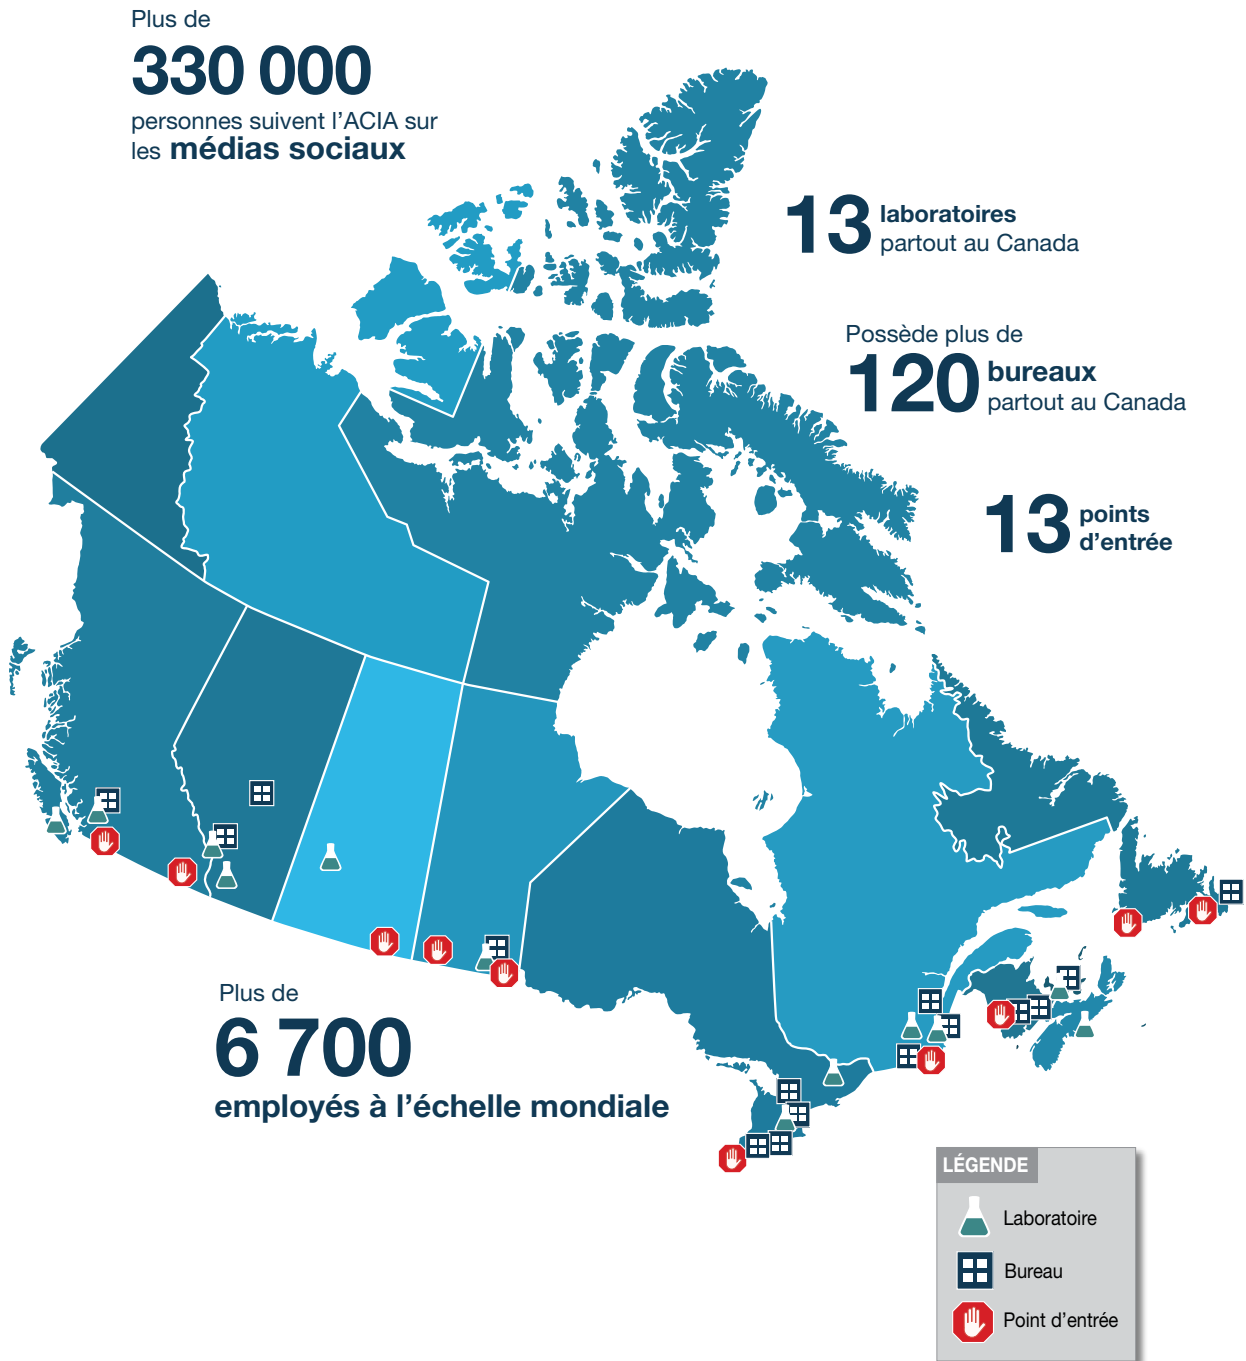 Plus de
330 000
personnes suivent l’ACIA sur
les médias sociaux
13 laboratoires
partout au Canada
Possède plus de
120 bureaux
partout au Canada
13 points
d’entrée
Plus de
6 700
employés à l’échelle mondiale
LÉGENDE
Laboratoire
Bureau
Point d’entrée